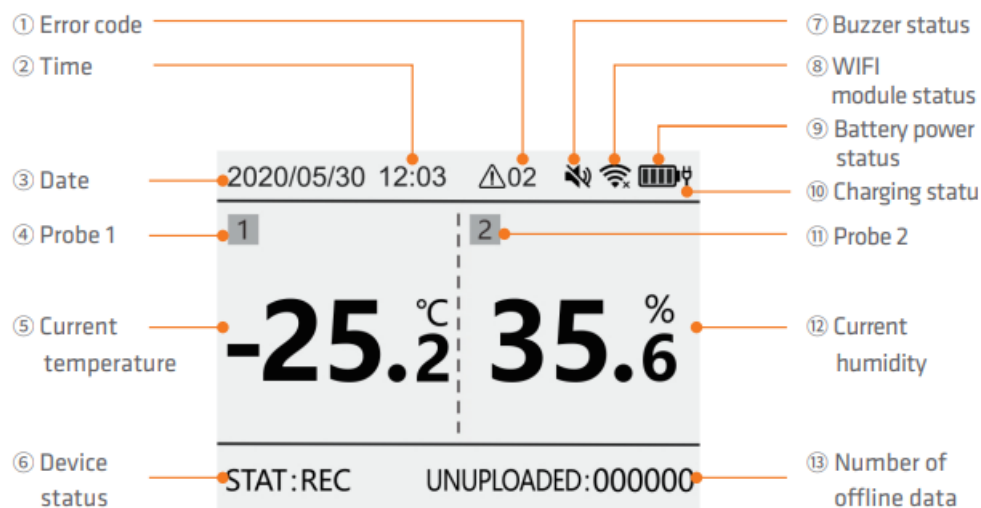 ① Error code
② Time
③ Date
④ Probe 1
⑤ Current
temperature
⑥ Device
status
2020/05/30 12:03 ⚠02
1
2
-25.2 °C
35.6 %
STAT:REC UNUPLOADED:000000
⑦ Buzzer status
⑧ WIFI
module status
⑨ Battery power
status
⑩ Charging statu
⑪ Probe 2
⑫ Current
humidity
⑬ Number of
offline data